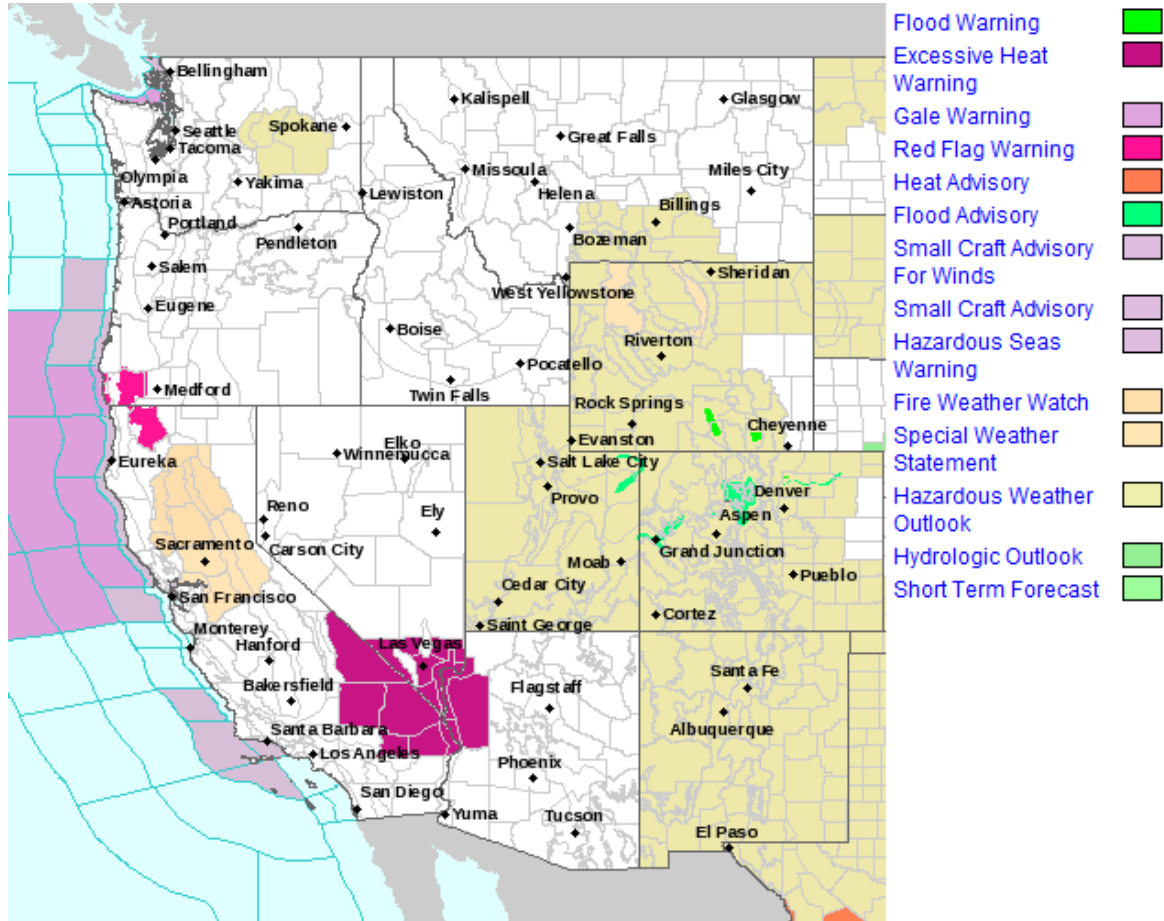 Bellingham
Kalispell
Glasgow
Spokane
Seattle
Great Falls
Tacoma
Missoula
Miles City
Olympia
Yakima
Helena
Lewiston
Astoria
Billings
Portland
Bozeman
Pendleton
Salem
Sheridan
West Yellowstone
Eugene
Boise
Riverton
Pocatello
Medford
Twin Falls
Rock Springs
Cheyenne
Evanston
Elko
Winnemucca
Eureka
Salt Lake City
Denver
Provo
Reno
Ely
Aspen
Sacramento
Carson City
Grand Junction
Moab
Pueblo
Cedar City
San Francisco
Cortez
Saint George
Monterey
Hanford
Las Vegas
Santa Fe
Bakersfield
Flagstaff
Albuquerque
Santa Barbara
Los Angeles
Phoenix
San Diego
Yuma
Tucson
El Paso
Flood Warning
Excessive Heat
Warning
Gale Warning
Red Flag Warning
Heat Advisory
Flood Advisory
Small Craft Advisory
For Winds
Small Craft Advisory
Hazardous Seas
Warning
Fire Weather Watch
Special Weather
Statement
Hazardous Weather
Outlook
Hydrologic Outlook
Short Term Forecast